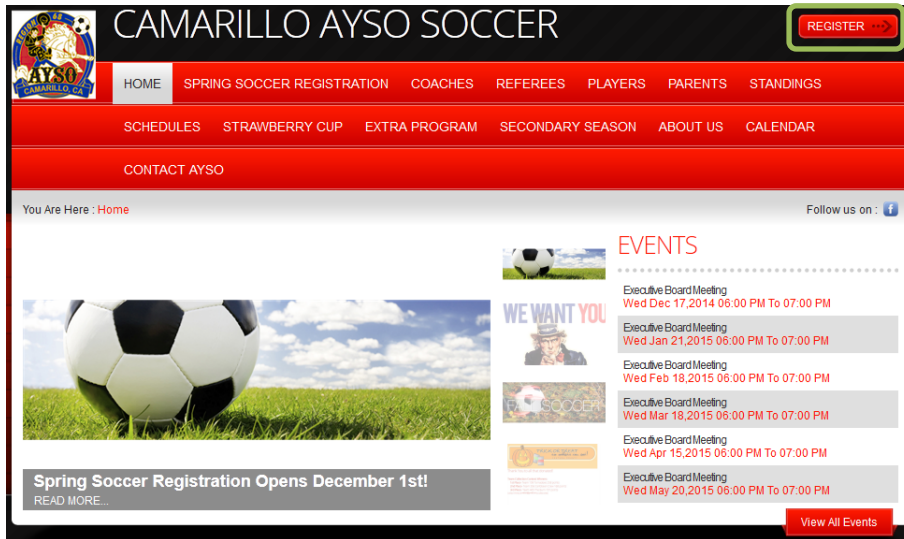 CAMARILLO AYSO SOCCER
REGISTER
REGION 68
AYSO
CAMARILLO, CA
HOME SPRING SOCCER REGISTRATION COACHES REFEREES PLAYERS PARENTS STANDINGS
SCHEDULES STRAWBERRY CUP EXTRA PROGRAM SECONDARY SEASON ABOUT US CALENDAR
CONTACT AYSO
You Are Here : Home
Follow us on :
Spring Soccer Registration Opens December 1st!
READ MORE...
WE WANT YOU
SOCCER
EVENTS
Executive Board Meeting
Wed Dec 17,2014 06:00 PM To 07:00 PM
Executive Board Meeting
Wed Jan 21,2015 06:00 PM To 07:00 PM
Executive Board Meeting
Wed Feb 18,2015 06:00 PM To 07:00 PM
Executive Board Meeting
Wed Mar 18,2015 06:00 PM To 07:00 PM
Executive Board Meeting
Wed Apr 15,2015 06:00 PM To 07:00 PM
Executive Board Meeting
Wed May 20,2015 06:00 PM To 07:00 PM
View All Events